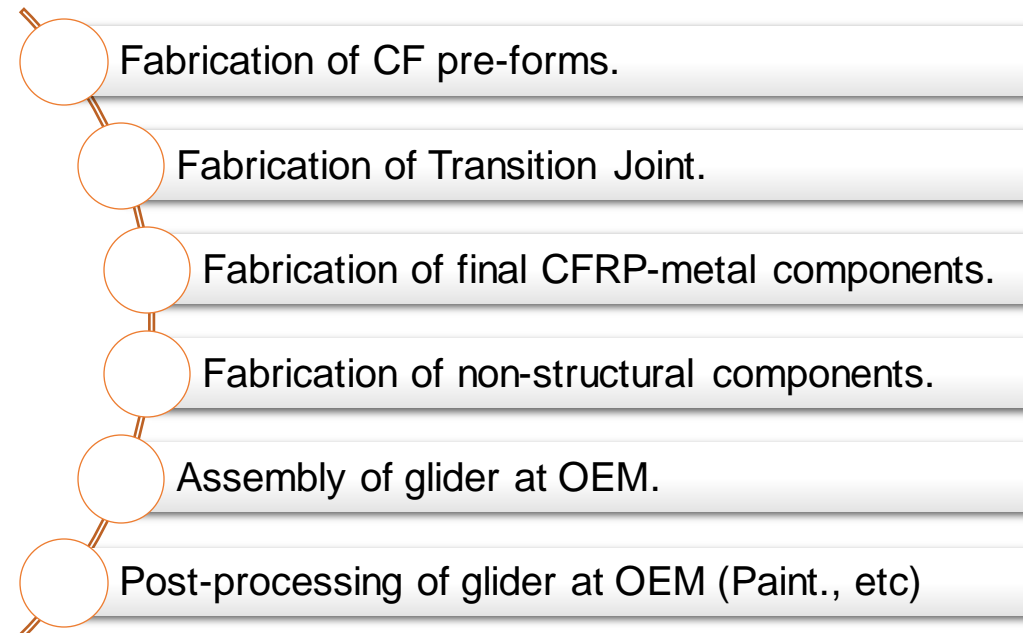 Fabrication of CF pre-forms.
Fabrication of Transition Joint.
Fabrication of final CFRP-metal components.
Fabrication of non-structural components.
Assembly of glider at OEM.
Post-processing of glider at OEM (Paint., etc)